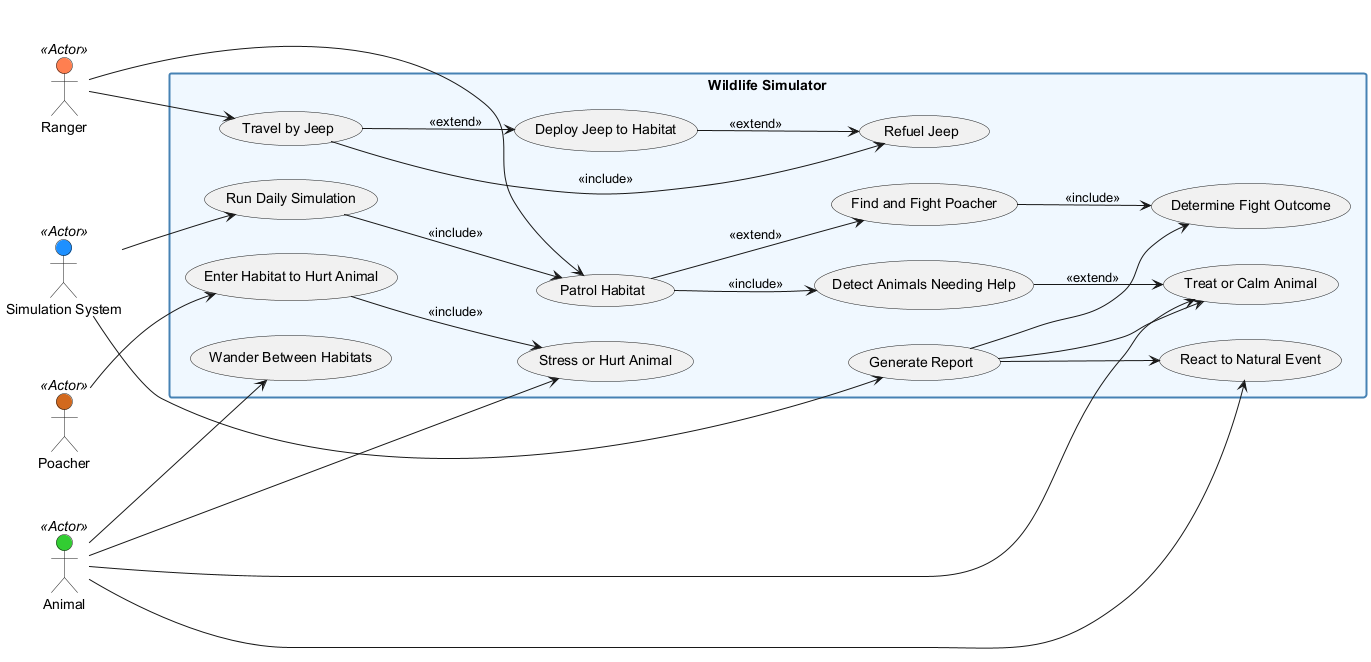 Wildlife Simulator
«Actor»
Ranger
Travel by Jeep
«extend»
Deploy Jeep to Habitat
«extend»
Refuel Jeep
«include»
Run Daily Simulation
«include»
Find and Fight Poacher
«include»
Determine Fight Outcome
«extend»
«Actor»
Simulation System
Enter Habitat to Hurt Animal
«include»
Patrol Habitat
«include»
Detect Animals Needing Help
«extend»
Treat or Calm Animal
Wander Between Habitats
Stress or Hurt Animal
Generate Report
React to Natural Event
«Actor»
Poacher
«Actor»
Animal